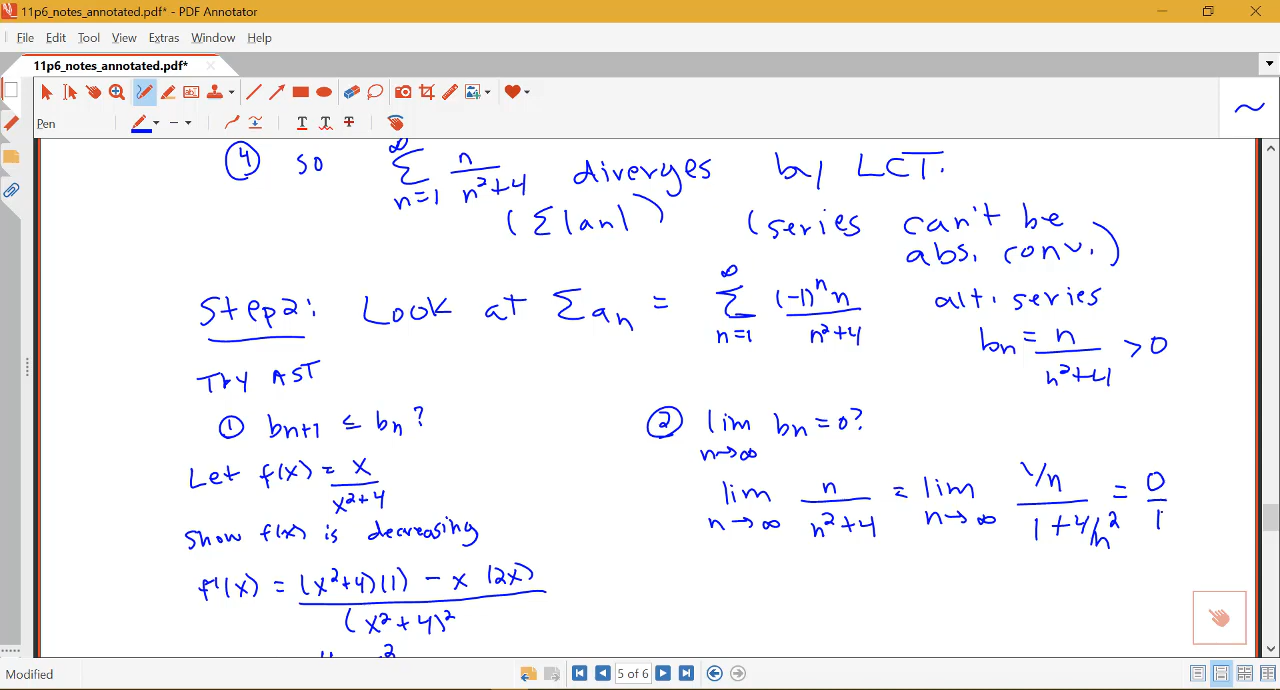 11p6_notes_annotated.pdf* - PDF Annotator
File Edit Tool View Extras Window Help
11p6_notes_annotated.pdf*
Pen
④ so ∞ Σ n=1 n/(n²+4) diverges by LCT.
(Σ|an|) (series can't be
abs. conv.)
Step2: Look at Σan = ∞ Σ n=1 (-1)ⁿn/(n²+4) alt. series
bn = n/(n²+4) > 0
Try AST
① bn+1 ≤ bn? ② lim n→∞ bn = 0?
Let f(x) = x/(x²+4)
lim n→∞ n/(n²+4) = lim n→∞ (1/n)/(1+4/n²) = 0/1
Show f(x) is decreasing
f'(x) = ((x²+4)(1) - x(2x))/(x²+4)²
Modified 5 of 6